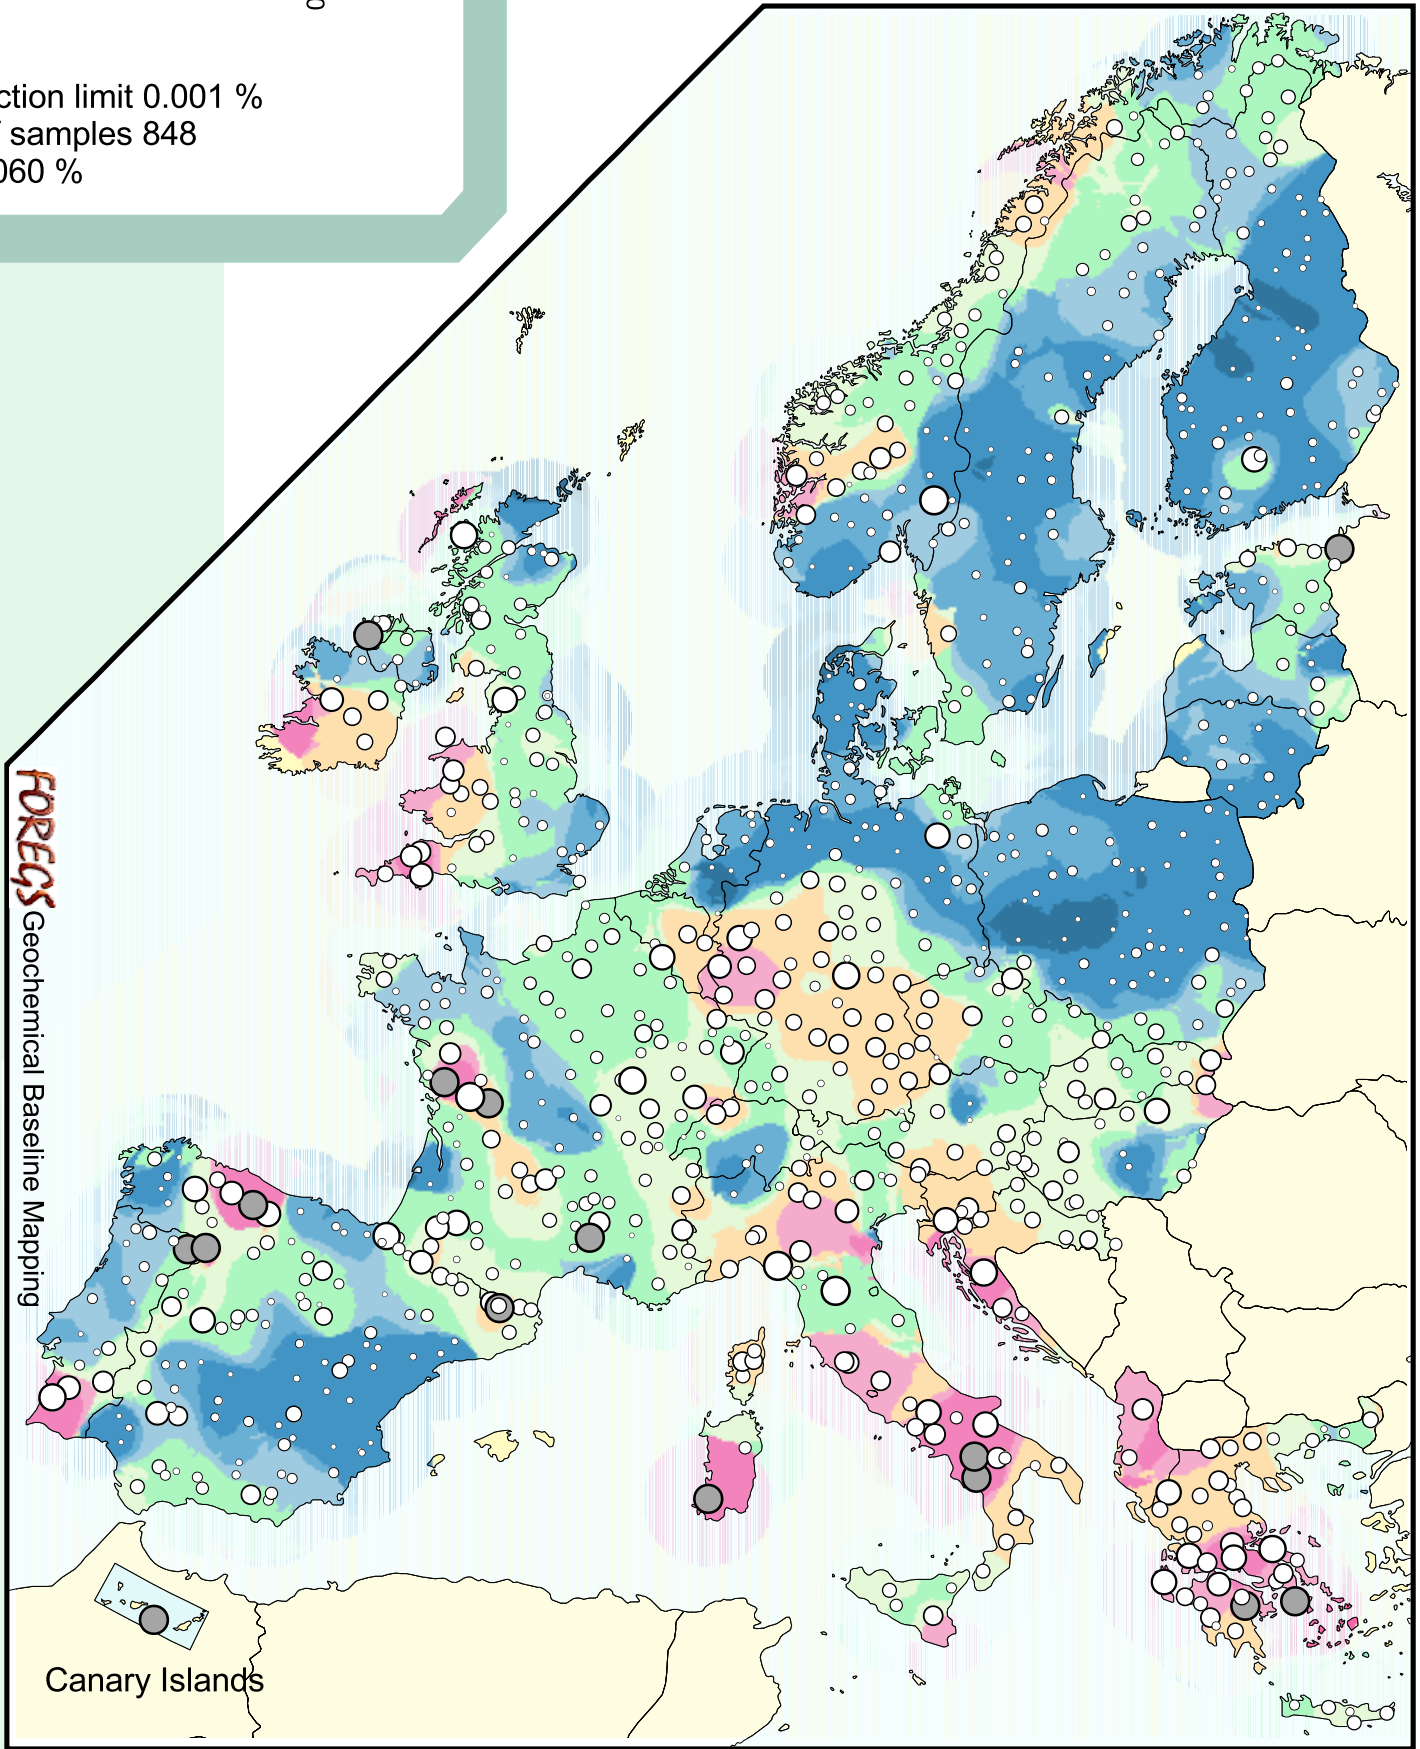 g
ction limit 0.001 %
samples 848
060 %
FOREGS Geochemical Baseline Mapping
Canary Islands